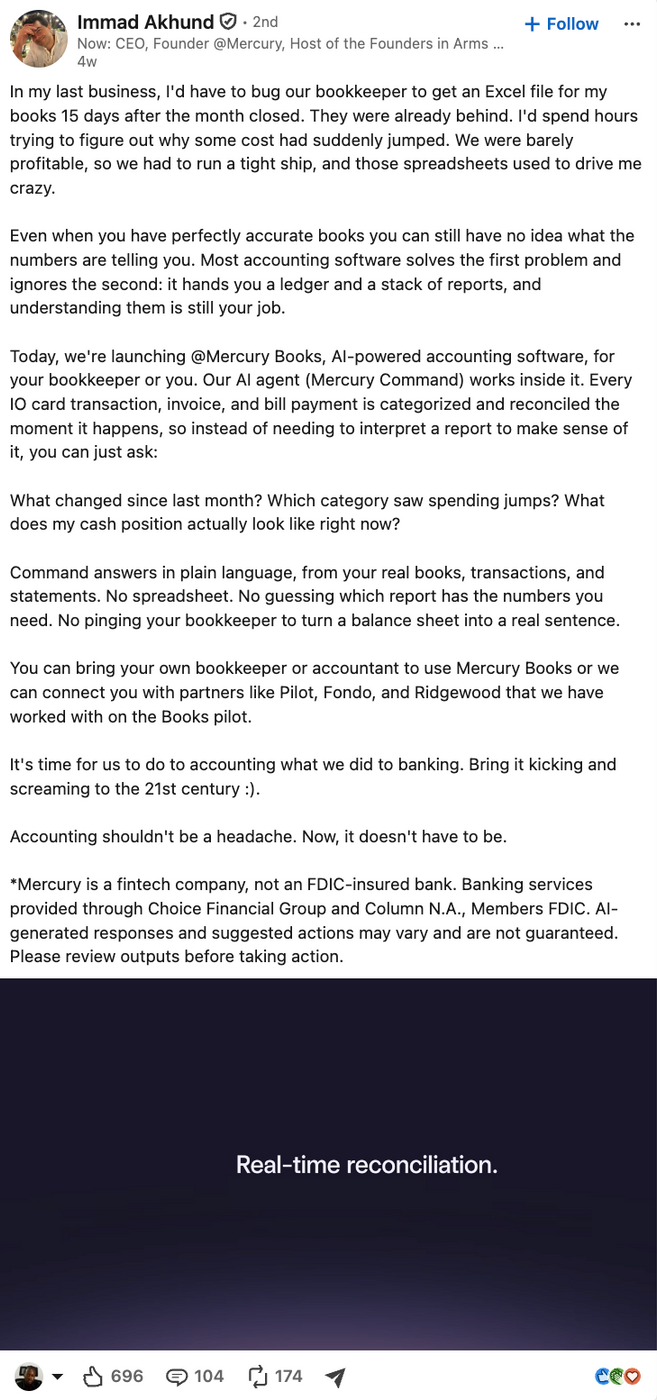 Immad Akhund · 2nd
+ Follow ...
Now: CEO, Founder @Mercury, Host of the Founders in Arms ...
4w
In my last business, I'd have to bug our bookkeeper to get an Excel file for my
books 15 days after the month closed. They were already behind. I'd spend hours
trying to figure out why some cost had suddenly jumped. We were barely
profitable, so we had to run a tight ship, and those spreadsheets used to drive me
crazy.
Even when you have perfectly accurate books you can still have no idea what the
numbers are telling you. Most accounting software solves the first problem and
ignores the second: it hands you a ledger and a stack of reports, and
understanding them is still your job.
Today, we're launching @Mercury Books, AI-powered accounting software, for
your bookkeeper or you. Our AI agent (Mercury Command) works inside it. Every
IO card transaction, invoice, and bill payment is categorized and reconciled the
moment it happens, so instead of needing to interpret a report to make sense of
it, you can just ask:
What changed since last month? Which category saw spending jumps? What
does my cash position actually look like right now?
Command answers in plain language, from your real books, transactions, and
statements. No spreadsheet. No guessing which report has the numbers you
need. No pinging your bookkeeper to turn a balance sheet into a real sentence.
You can bring your own bookkeeper or accountant to use Mercury Books or we
can connect you with partners like Pilot, Fondo, and Ridgewood that we have
worked with on the Books pilot.
It's time for us to do to accounting what we did to banking. Bring it kicking and
screaming to the 21st century :).
Accounting shouldn't be a headache. Now, it doesn't have to be.
*Mercury is a fintech company, not an FDIC-insured bank. Banking services
provided through Choice Financial Group and Column N.A., Members FDIC. AI-
generated responses and suggested actions may vary and are not guaranteed.
Please review outputs before taking action.
Real-time reconciliation.
696 104 174